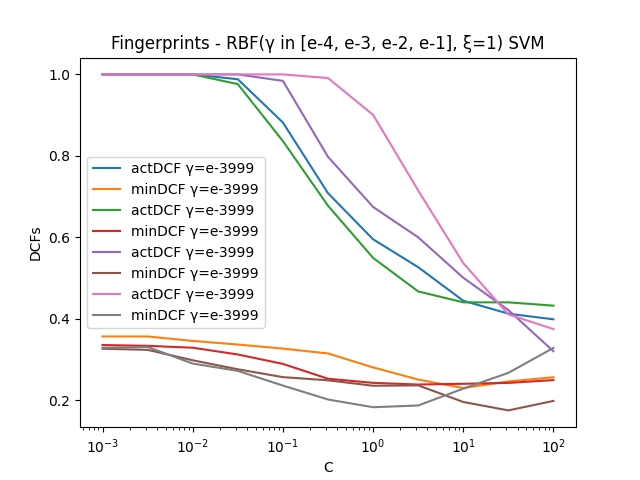 Fingerprints - RBF(γ in [e-4, e-3, e-2, e-1], ξ=1) SVM
1.0
0.8
0.6
0.4
0.2
DCFs
actDCF γ=e-3999
minDCF γ=e-3999
actDCF γ=e-3999
minDCF γ=e-3999
actDCF γ=e-3999
minDCF γ=e-3999
actDCF γ=e-3999
minDCF γ=e-3999
10⁻³ 10⁻² 10⁻¹ 10⁰ 10¹ 10²
C